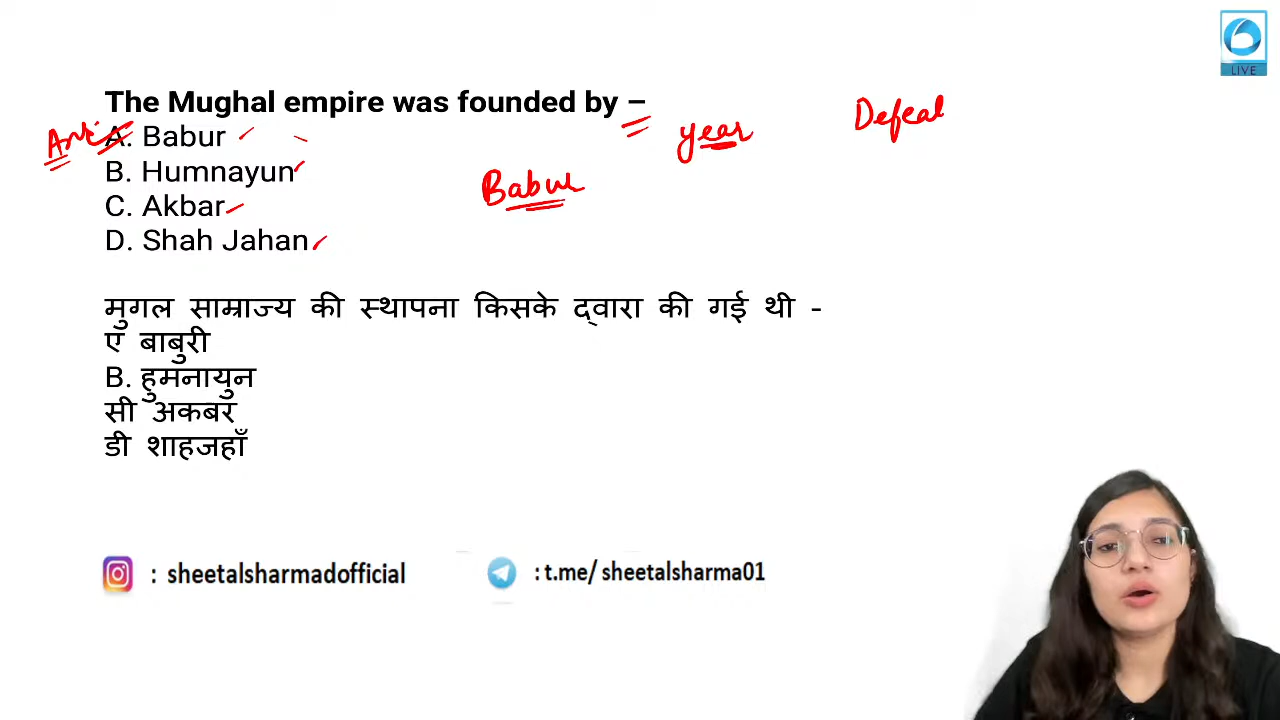 LIVE
The Mughal empire was founded by –
Defeat
year
Ans:
A. Babur
B. Humnayun
Babur
C. Akbar
D. Shah Jahan
मुगल साम्राज्य की स्थापना किसके द्वारा की गई थी -
ए बाबुरी
B. हुमनायुन
सी अकबर
डी शाहजहाँ
: sheetalsharmadofficial
: t.me/ sheetalsharma01